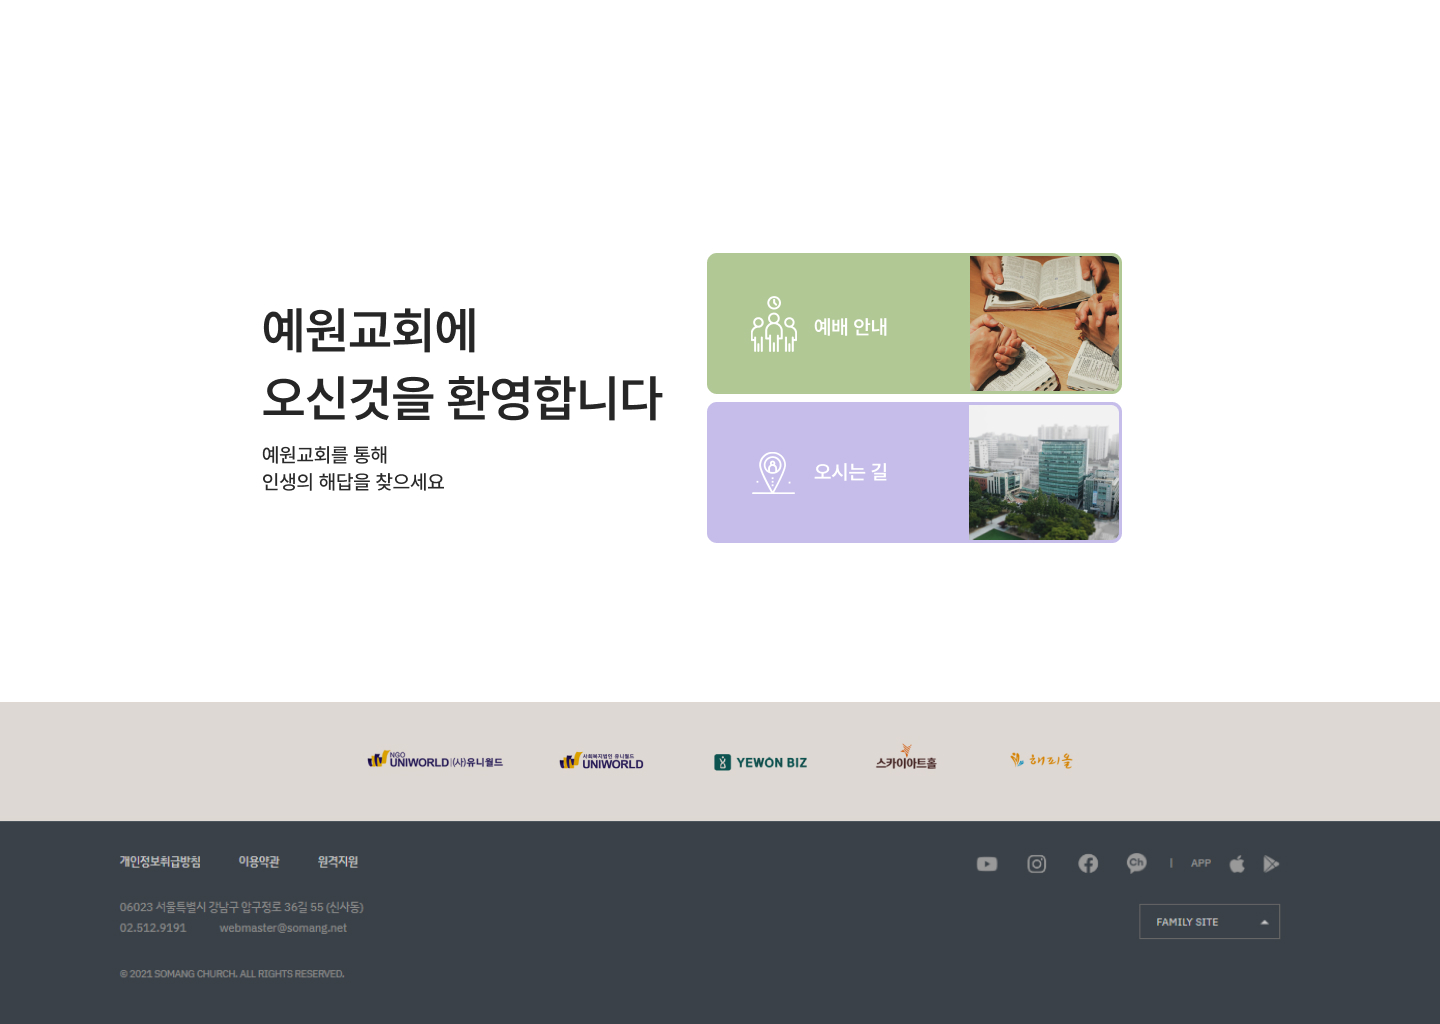 예원교회에
오신것을 환영합니다
예원교회를 통해
인생의 해답을 찾으세요
예배 안내
오시는 길
NGO
UNIWORLD (사)유니월드
사회복지법인 유니월드
UNIWORLD
YEWON BIZ
스카이아트홀
해피올
개인정보취급방침 이용약관 원격지원
Ch | APP
06023 서울특별시 강남구 압구정로 36길 55 (신사동)
02.512.9191 webmaster@somang.net
FAMILY SITE
© 2021 SOMANG CHURCH. ALL RIGHTS RESERVED.